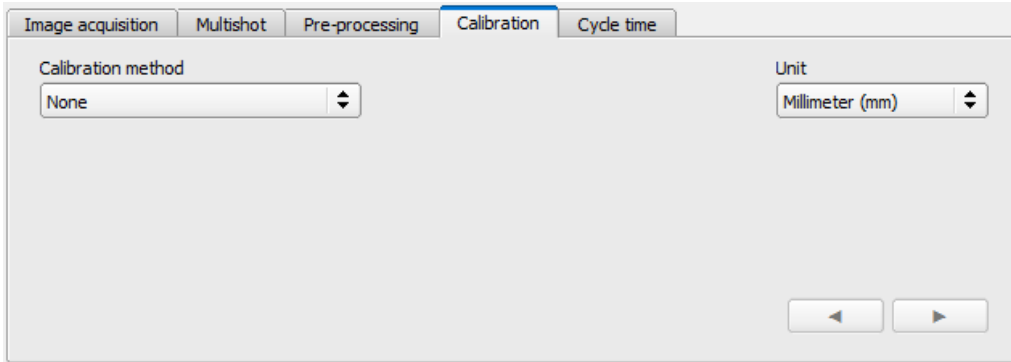 Image acquisition Multishot Pre-processing Calibration Cycle time
Calibration method Unit
None Millimeter (mm)